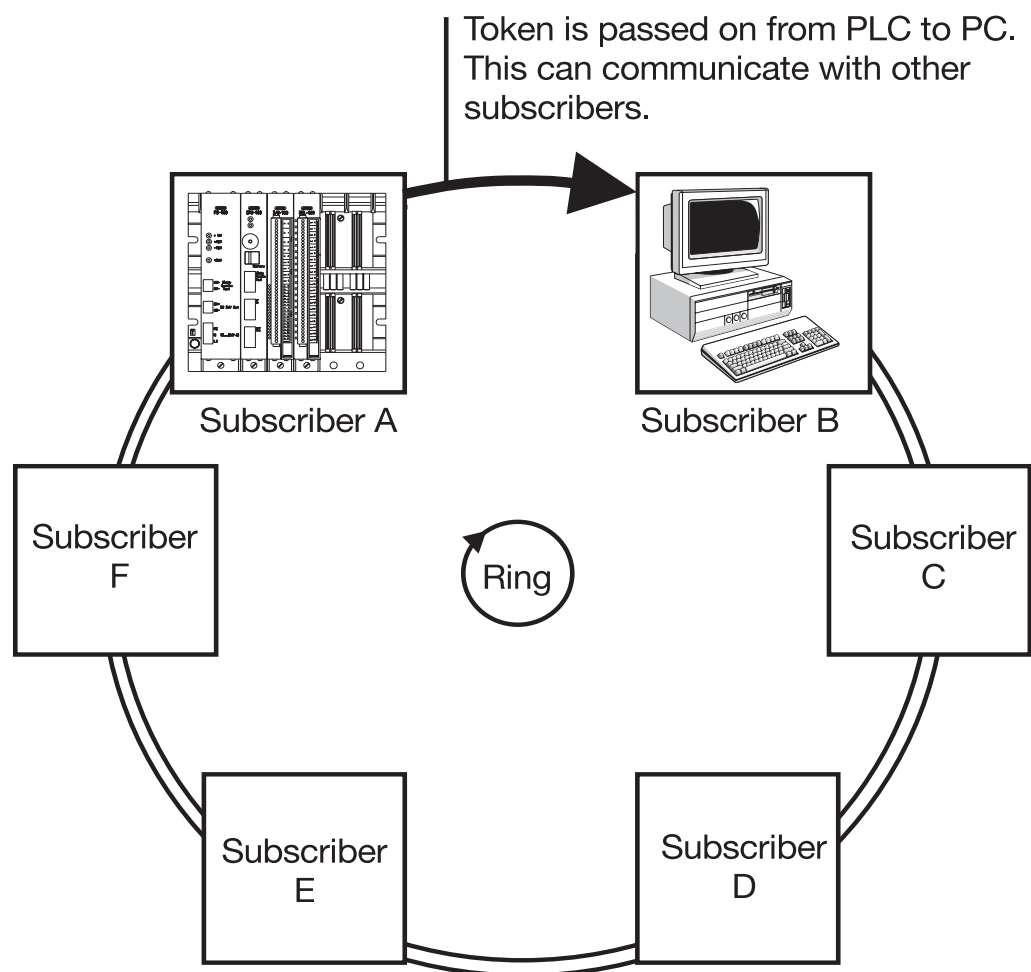 Token is passed on from PLC to PC.
This can communicate with other
subscribers.
Subscriber A
Subscriber B
Subscriber
F
Ring
Subscriber
C
Subscriber
E
Subscriber
D